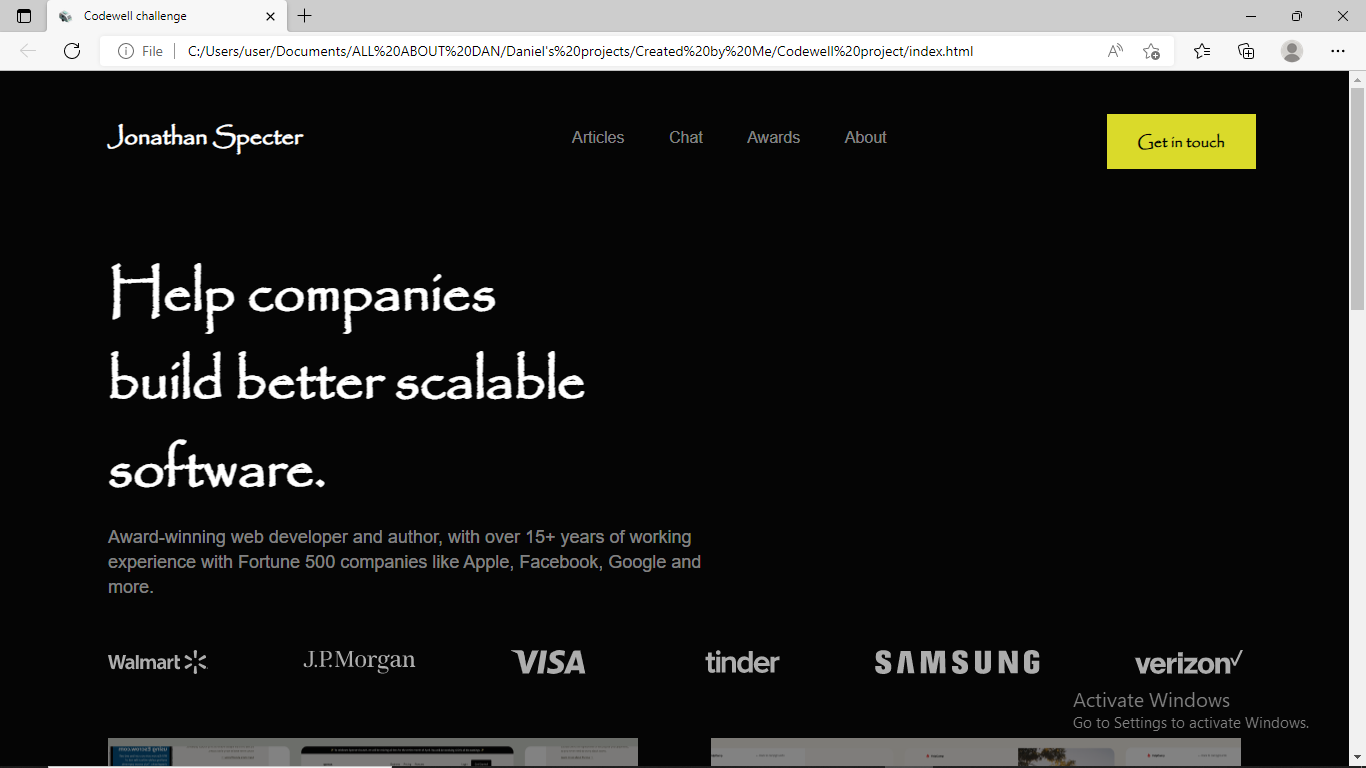 Codewell challenge
File
C:/Users/user/Documents/ALL%20ABOUT%20DAN/Daniel's%20projects/Created%20by%20Me/Codewell%20project/index.html
Jonathan Specter
Articles Chat Awards About
Get in touch
Help companies
build better scalable
software.
Award-winning web developer and author, with over 15+ years of working
experience with Fortune 500 companies like Apple, Facebook, Google and
more.
Walmart J.P.Morgan VISA tinder SAMSUNG verizon
Activate Windows
Go to Settings to activate Windows.